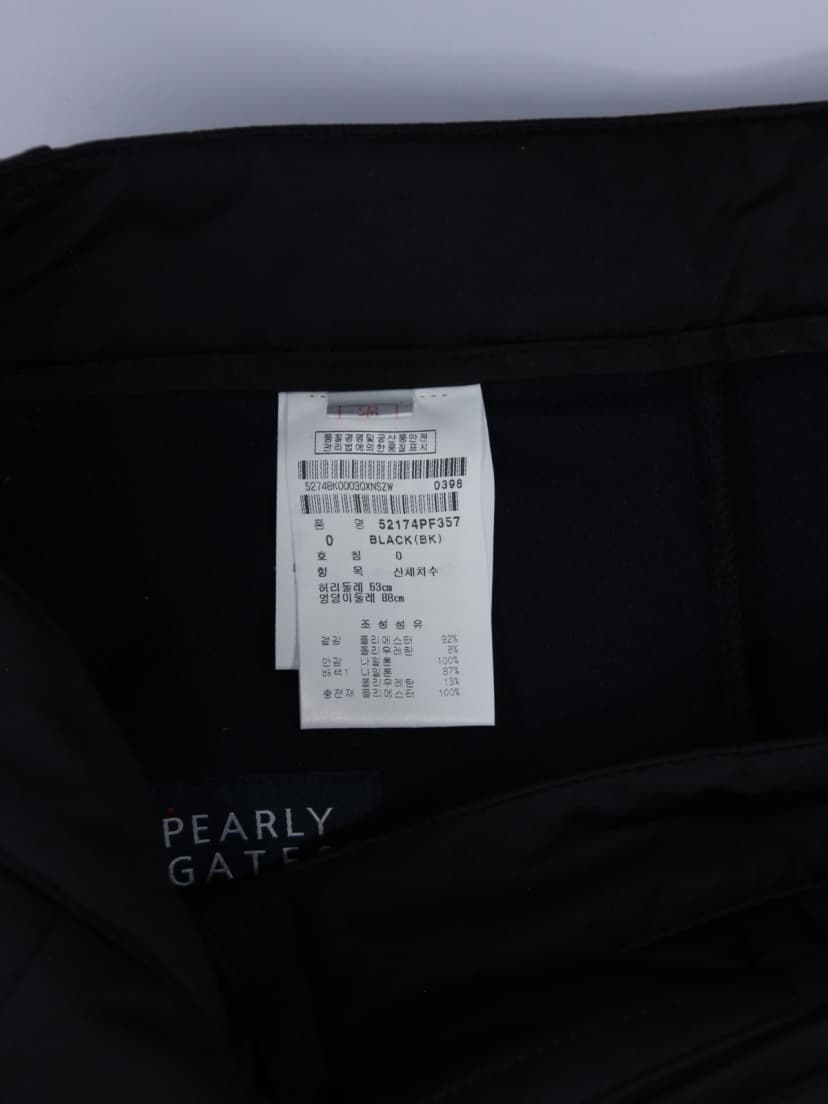 품질경영및공산품안전
관리법에의한품질표시
52748K00030XNSZW 0398
품 명 52174PF357
0 BLACK(BK)
호 칭 0
항 목 신체치수
허리둘레 63cm
엉덩이둘레 88cm
조성섬유
겉감 폴리에스터 92%
폴리우레탄 8%
안감 나일론 100%
배색1 나일론 87%
폴리우레탄 13%
충전재 폴리에스터 100%
PEARLY
GATES